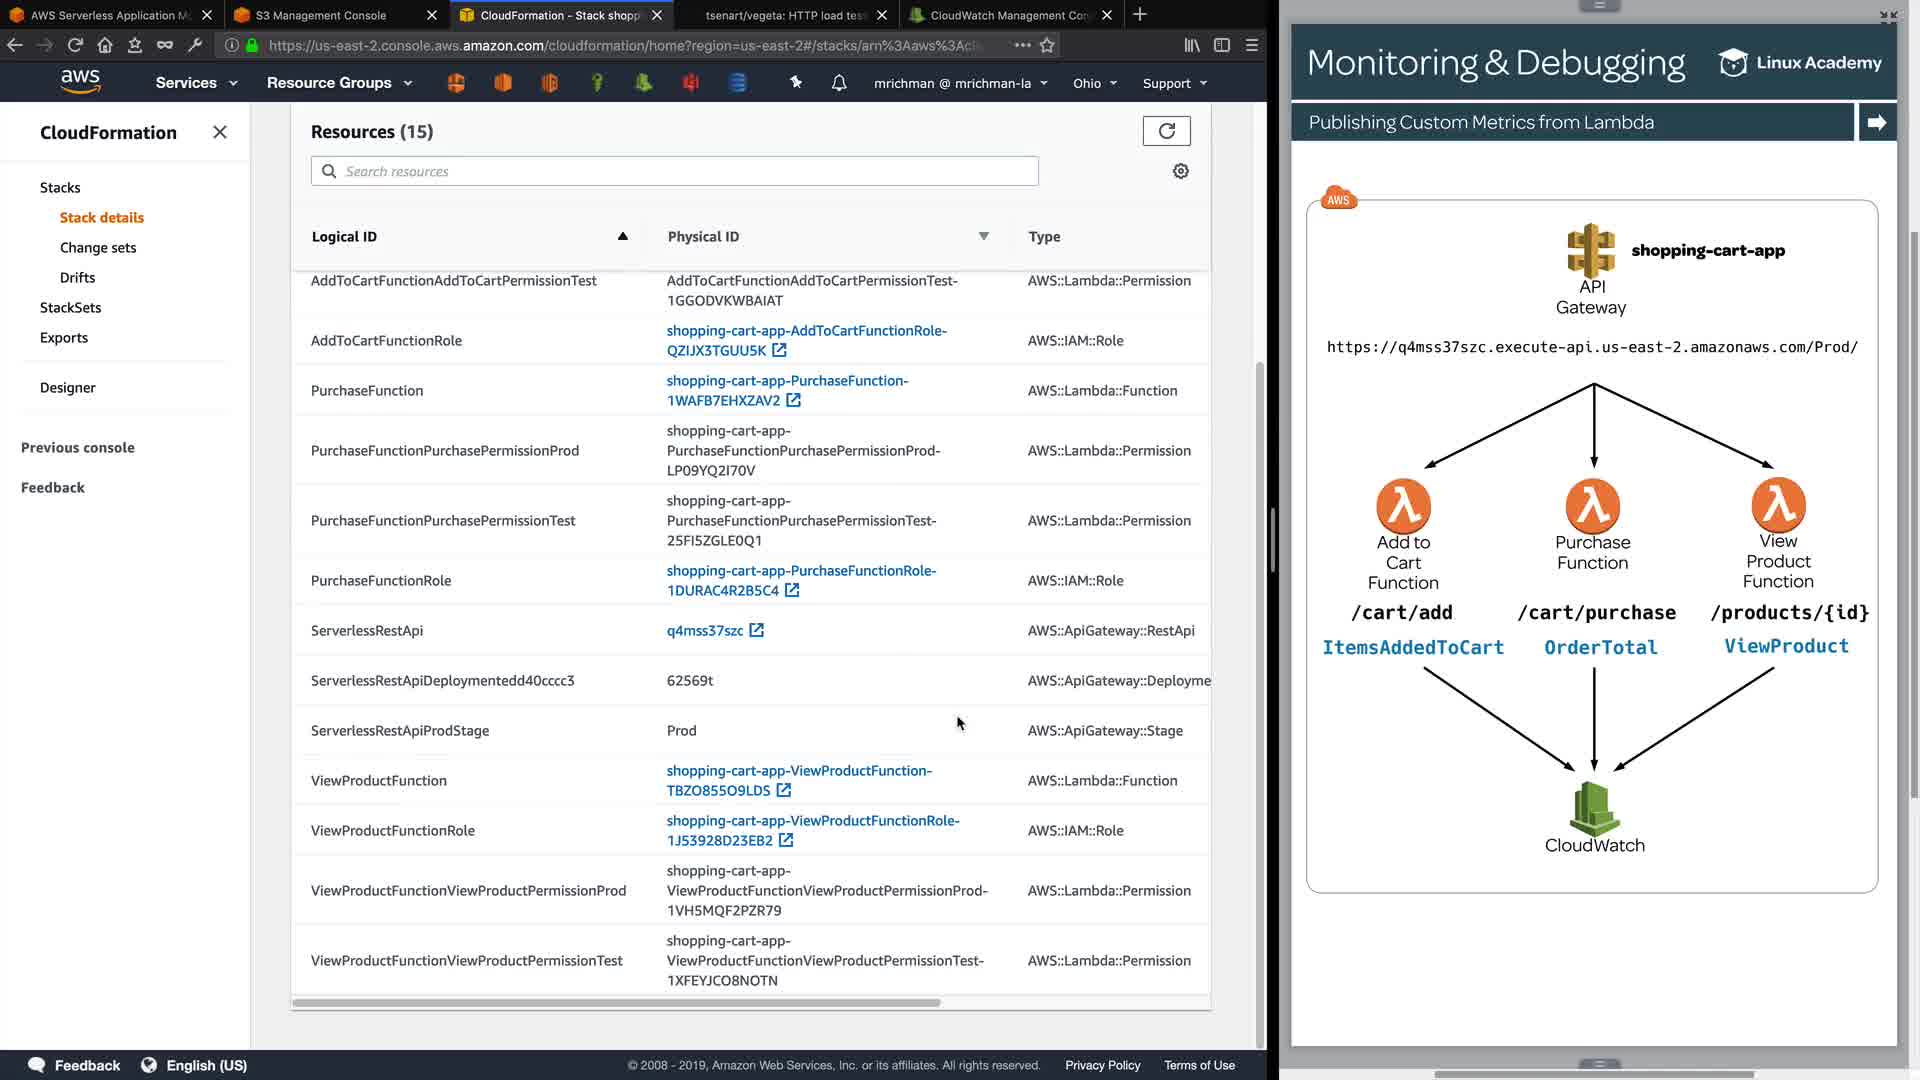 AWS Serverless Application Mo
S3 Management Console
CloudFormation - Stack shopp
tsenart/vegeta: HTTP load tes
CloudWatch Management Con
https://us-east-2.console.aws.amazon.com/cloudformation/home?region=us-east-2#/stacks/arn%3Aaws%3Acl
aws
Services
Resource Groups
mrichman @ mrichman-la
Ohio
Support
CloudFormation
Stacks
Stack details
Change sets
Drifts
StackSets
Exports
Designer
Previous console
Feedback
Resources (15)
Search resources
Logical ID
Physical ID
Type
AddToCartFunctionAddToCartPermissionTest
AddToCartFunctionAddToCartPermissionTest-
1GGODVKWBAIAT
AWS::Lambda::Permission
AddToCartFunctionRole
shopping-cart-app-AddToCartFunctionRole-
QZIJX3TGUU5K
AWS::IAM::Role
PurchaseFunction
shopping-cart-app-PurchaseFunction-
1WAFB7EHXZAV2
AWS::Lambda::Function
PurchaseFunctionPurchasePermissionProd
shopping-cart-app-
PurchaseFunctionPurchasePermissionProd-
LP09YQ2I70V
AWS::Lambda::Permission
PurchaseFunctionPurchasePermissionTest
shopping-cart-app-
PurchaseFunctionPurchasePermissionTest-
25FI5ZGLE0Q1
AWS::Lambda::Permission
PurchaseFunctionRole
shopping-cart-app-PurchaseFunctionRole-
1DURAC4R2B5C4
AWS::IAM::Role
ServerlessRestApi
q4mss37szc
AWS::ApiGateway::RestApi
ServerlessRestApiDeploymentedd40cccc3
62569t
AWS::ApiGateway::Deployme
ServerlessRestApiProdStage
Prod
AWS::ApiGateway::Stage
ViewProductFunction
shopping-cart-app-ViewProductFunction-
TBZO855O9LDS
AWS::Lambda::Function
ViewProductFunctionRole
shopping-cart-app-ViewProductFunctionRole-
1J53928D23EB2
AWS::IAM::Role
ViewProductFunctionViewProductPermissionProd
shopping-cart-app-
ViewProductFunctionViewProductPermissionProd-
1VH5MQF2PZR79
AWS::Lambda::Permission
ViewProductFunctionViewProductPermissionTest
shopping-cart-app-
ViewProductFunctionViewProductPermissionTest-
1XFEYJCO8NOTN
AWS::Lambda::Permission
Feedback
English (US)
© 2008 - 2019, Amazon Web Services, Inc. or its affiliates. All rights reserved.
Privacy Policy
Terms of Use
Monitoring & Debugging
Linux Academy
Publishing Custom Metrics from Lambda
AWS
shopping-cart-app
API
Gateway
https://q4mss37szc.execute-api.us-east-2.amazonaws.com/Prod/
Add to
Cart
Function
Purchase
Function
View
Product
Function
/cart/add
/cart/purchase
/products/{id}
ItemsAddedToCart
OrderTotal
ViewProduct
CloudWatch